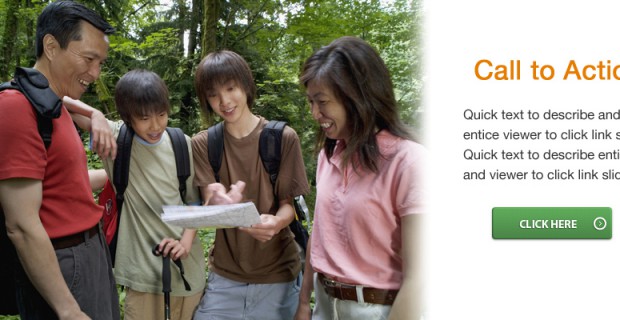 Call to Actio
Quick text to describe and
entice viewer to click link s
Quick text to describe enti
and viewer to click link slid
CLICK HERE